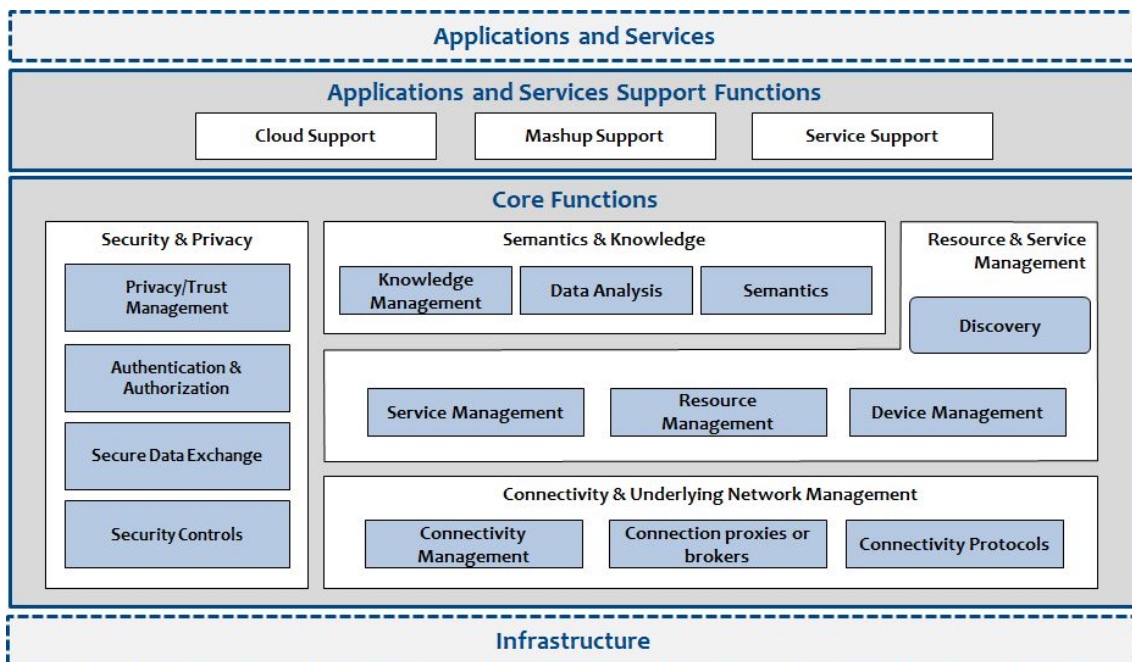 Applications and Services
Applications and Services Support Functions
Cloud Support
Mashup Support
Service Support
Core Functions
Security & Privacy
Privacy/Trust
Management
Authentication &
Authorization
Secure Data Exchange
Security Controls
Semantics & Knowledge
Knowledge
Management
Data Analysis
Semantics
Resource & Service
Management
Discovery
Service Management
Resource
Management
Device Management
Connectivity & Underlying Network Management
Connectivity
Management
Connection proxies or
brokers
Connectivity Protocols
Infrastructure